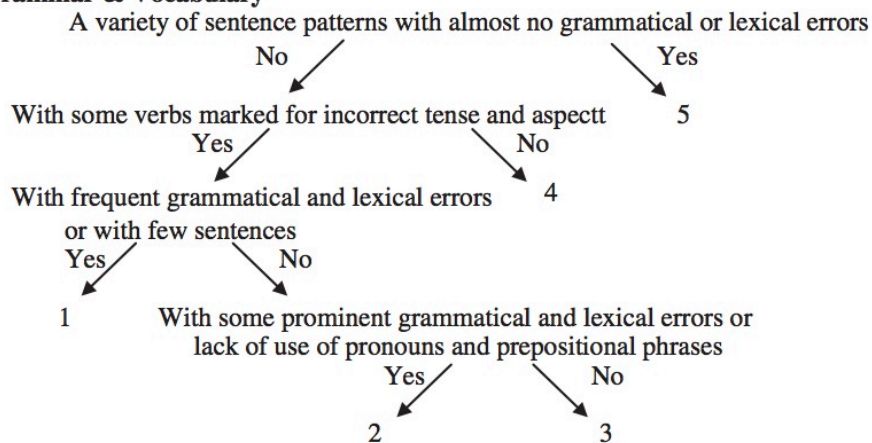 A variety of sentence patterns with almost no grammatical or lexical errors
No Yes
With some verbs marked for incorrect tense and aspectt 5
Yes No
With frequent grammatical and lexical errors 4
or with few sentences
Yes No
1 With some prominent grammatical and lexical errors or
lack of use of pronouns and prepositional phrases
Yes No
2 3